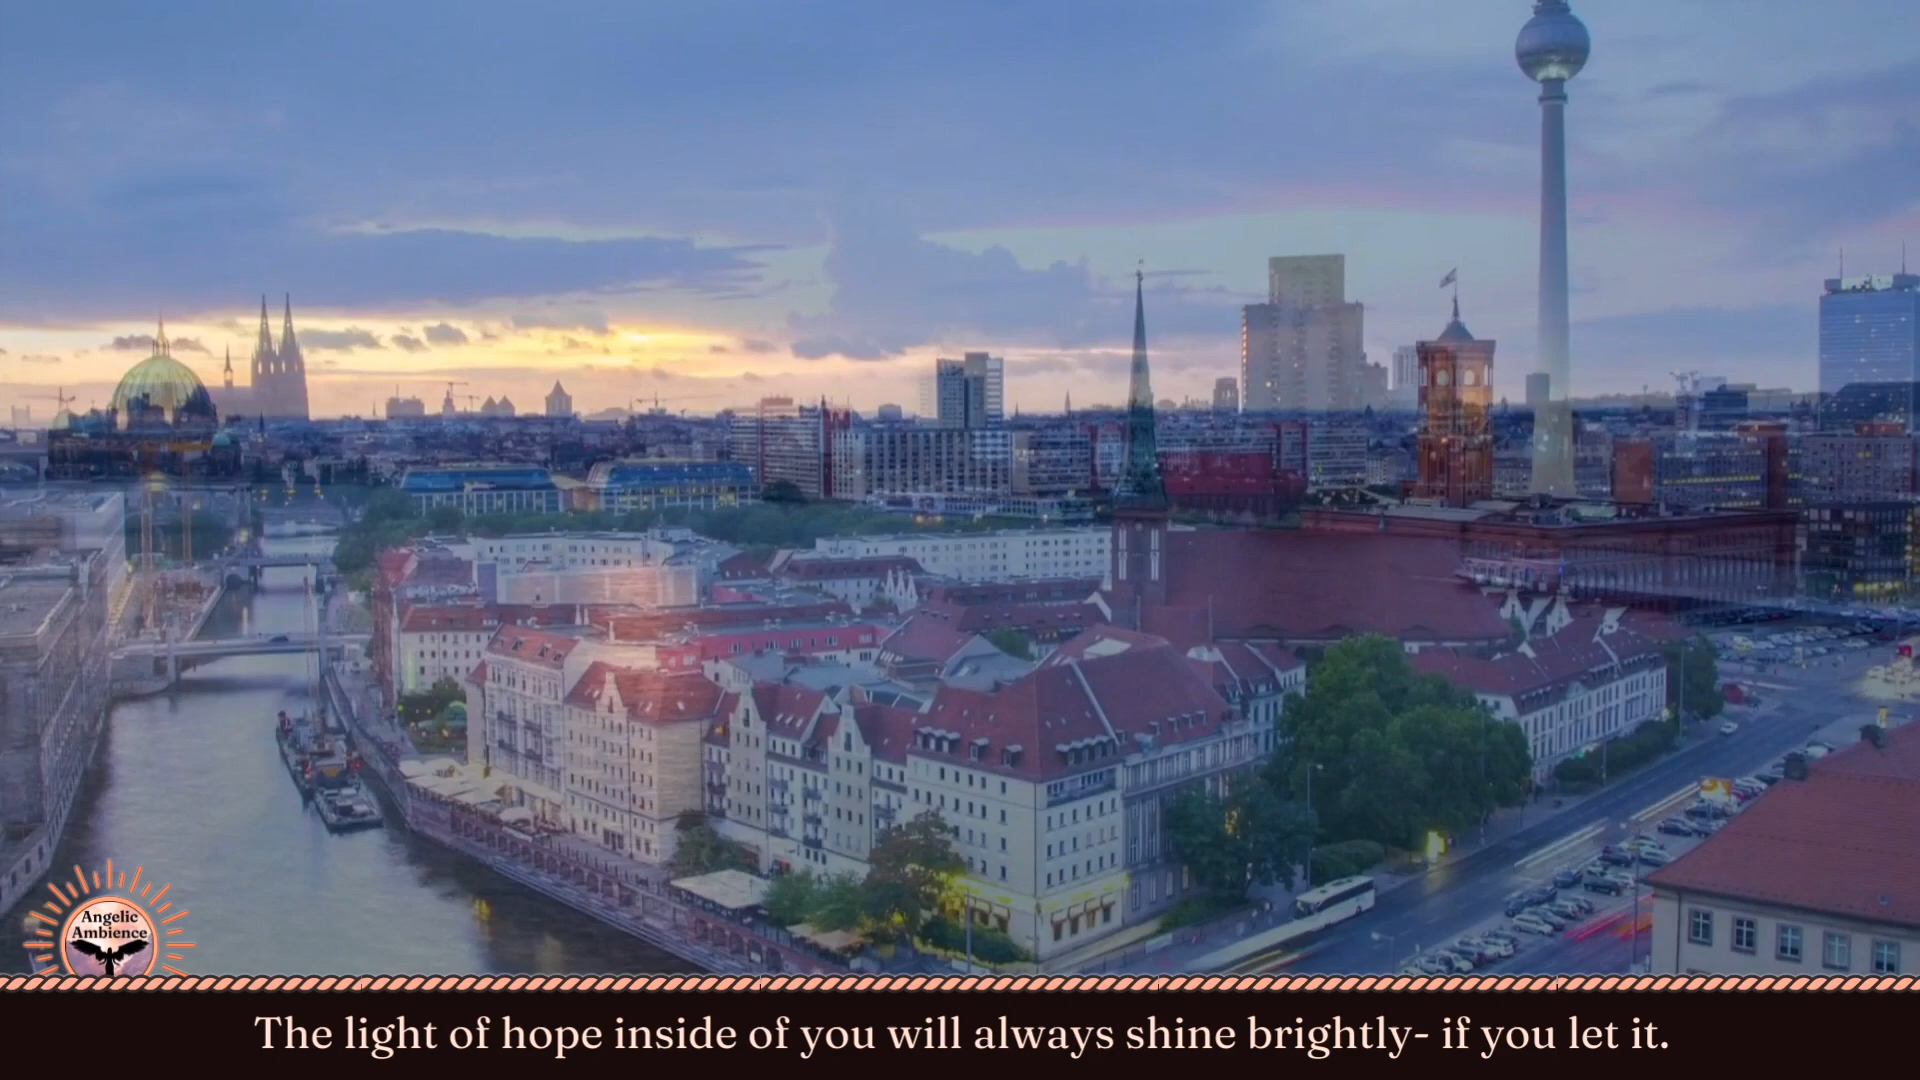 Angelic
Ambience
The light of hope inside of you will always shine brightly- if you let it.